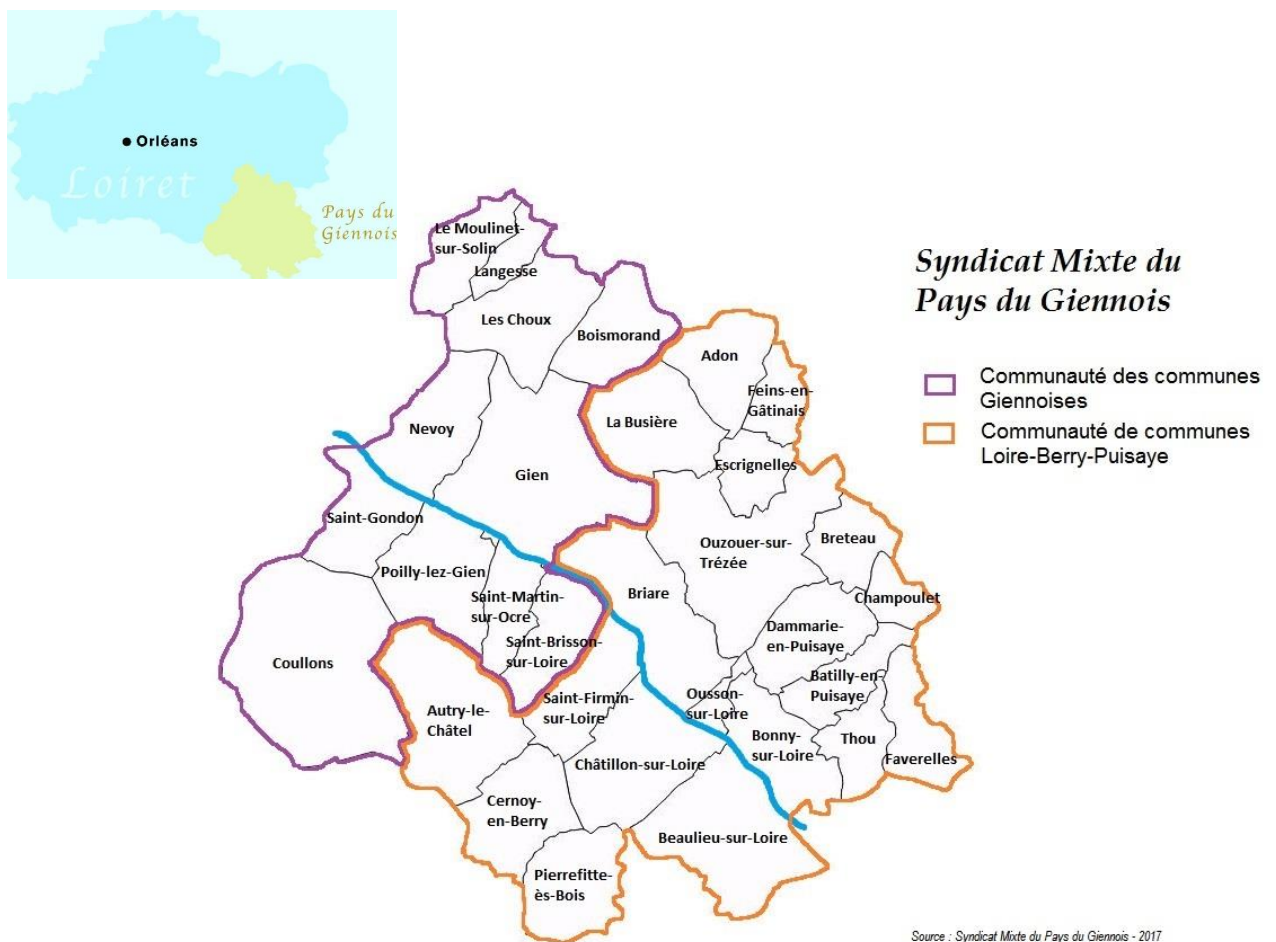 Orléans
Loiret
Pays du
Giennois
Syndicat Mixte du
Pays du Giennois
Communauté des communes
Giennoises
Communauté de communes
Loire-Berry-Puisaye
Le Moulinet-
sur-Solin
Langesse
Les Choux
Boismorand
Adon
Feins-en-
Gâtinais
La Busière
Nevoy
Escrignelles
Gien
Saint-Gondon
Breteau
Ouzouer-sur-
Trézée
Poilly-lez-Gien
Briare
Saint-Martin-
sur-Ocre
Champoulet
Dammarie-
en-Puisaye
Saint-Brisson-
sur-Loire
Coullons
Batilly-en-
Puisaye
Saint-Firmin-
sur-Loire
Ousson-
sur-Loire
Autry-le-
Châtel
Bonny-
sur-Loire
Thou
Faverelles
Châtillon-sur-Loire
Cernoy-
en-Berry
Beaulieu-sur-Loire
Pierrefitte-
ès-Bois
Source : Syndicat Mixte du Pays du Giennois - 2017